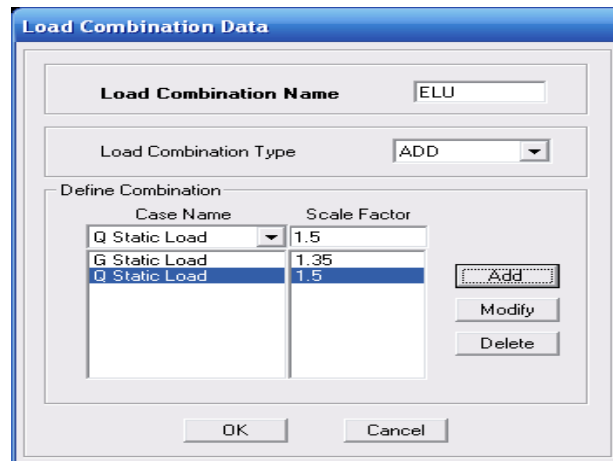 Load Combination Data
Load Combination Name ELU
Load Combination Type ADD
Define Combination
Case Name Scale Factor
Q Static Load 1.5
G Static Load 1.35
Q Static Load 1.5
Add
Modify
Delete
OK Cancel